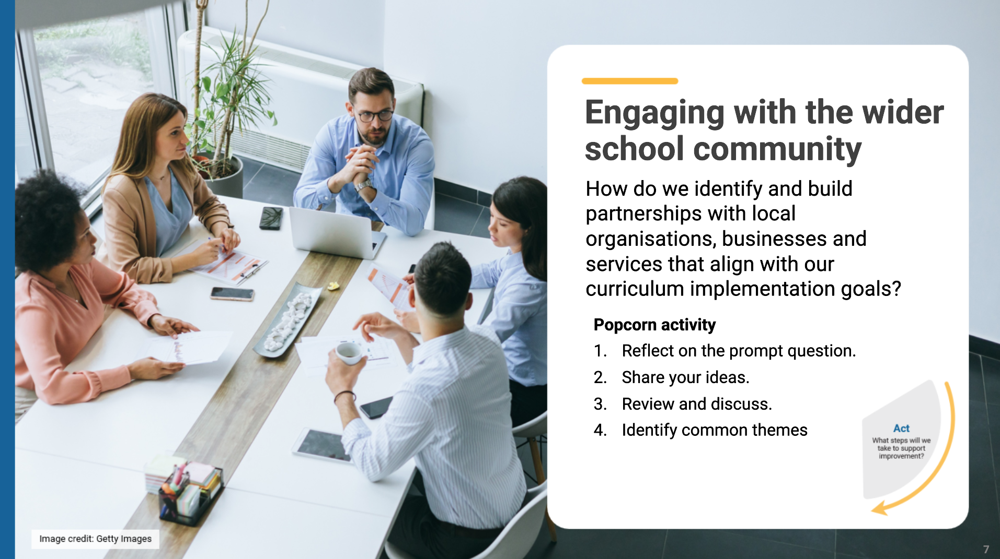 Engaging with the wider
school community
How do we identify and build
partnerships with local
organisations, businesses and
services that align with our
curriculum implementation goals?
Popcorn activity
1. Reflect on the prompt question.
2. Share your ideas.
3. Review and discuss.
4. Identify common themes
Act
What steps will we
take to support
improvement?
Image credit: Getty Images
7